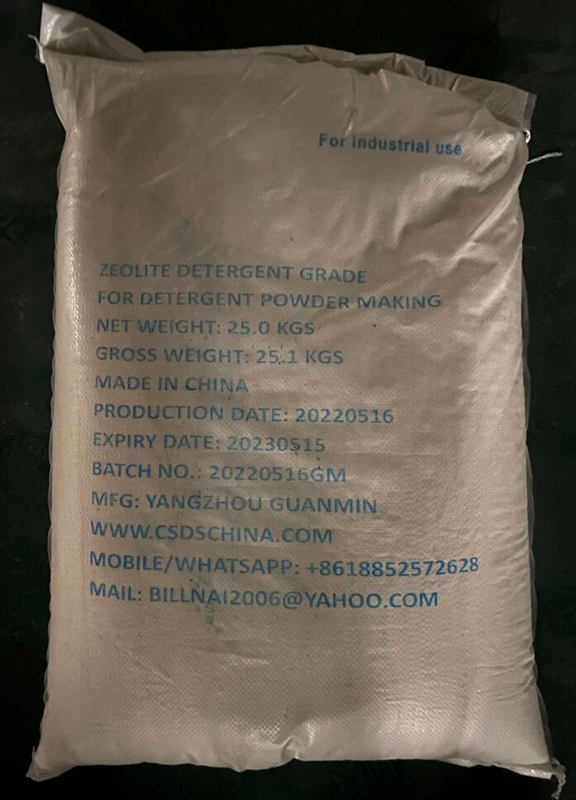 For industrial use
ZEOLITE DETERGENT GRADE
FOR DETERGENT POWDER MAKING
NET WEIGHT: 25.0 KGS
GROSS WEIGHT: 25.1 KGS
MADE IN CHINA
PRODUCTION DATE: 20220516
EXPIRY DATE: 20230515
BATCH NO.: 20220516GM
MFG: YANGZHOU GUANMIN
WWW.CSDSCHINA.COM
MOBILE/WHATSAPP: +8618852572628
MAIL: BILLNAI2006@YAHOO.COM